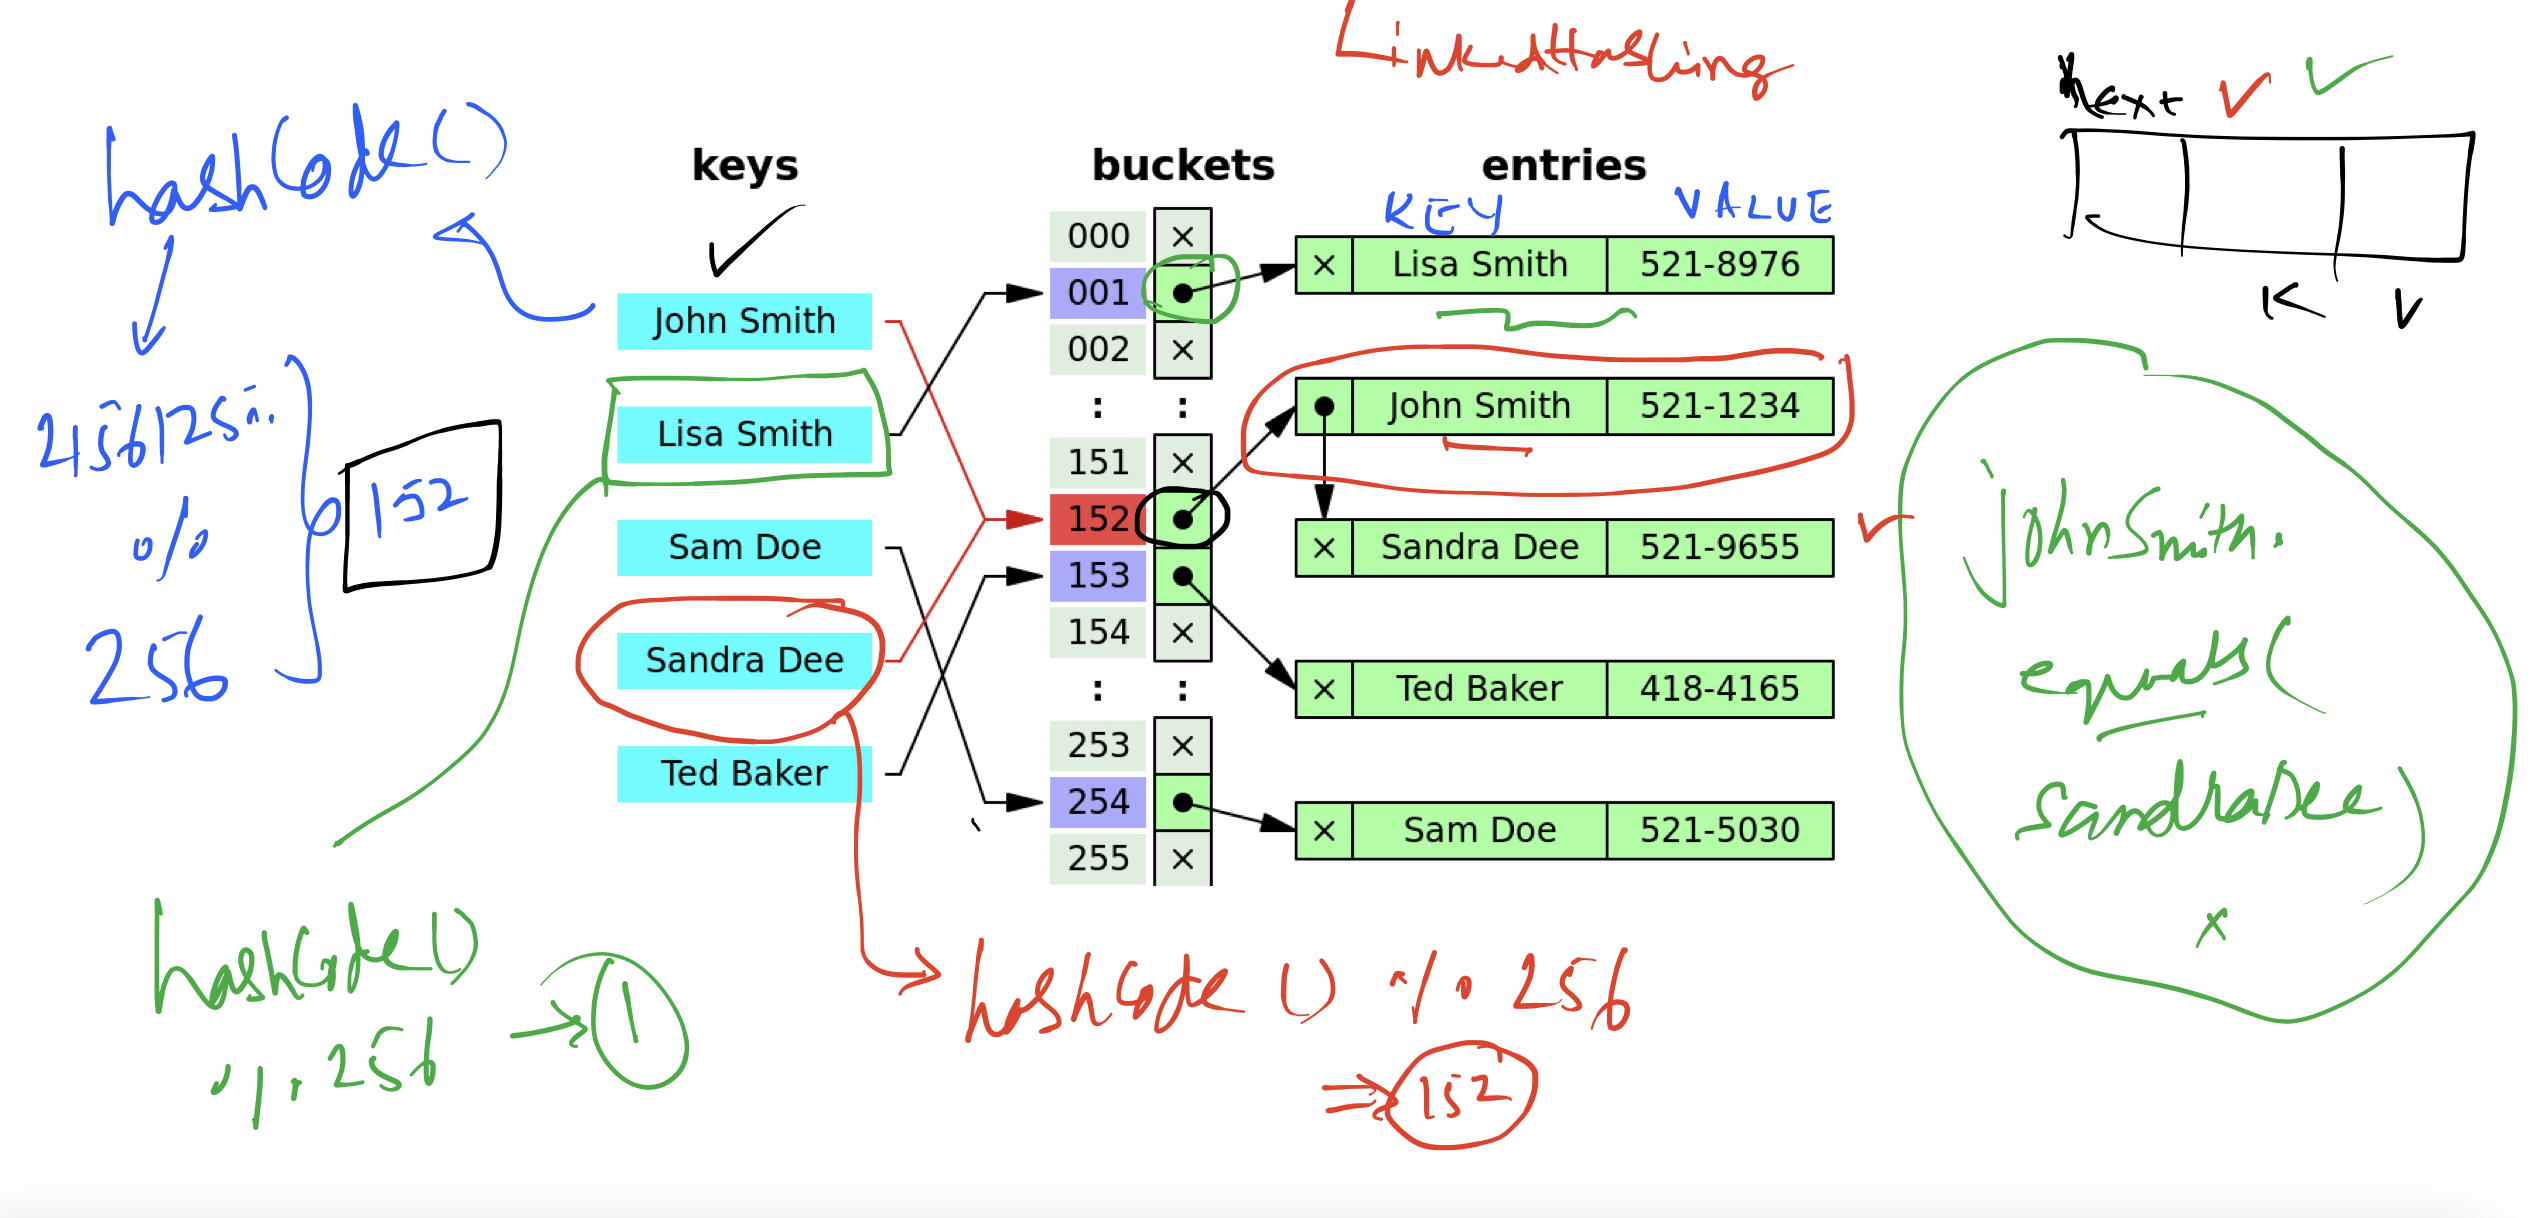 LinkedHashing
next
hashCode()
keys
buckets
entries
KEY
VALUE
000
Lisa Smith
521-8976
001
John Smith
002
K
V
:
:
John Smith
521-1234
Lisa Smith
151
152
152
Sam Doe
Sandra Dee
521-9655
%
153
154
256
Sandra Dee
Ted Baker
418-4165
:
:
253
Ted Baker
254
Sam Doe
521-5030
255
johnSmith.
equals(
SandraDee)
x
hashCode()
% 256
1
hashCode() % 256
152